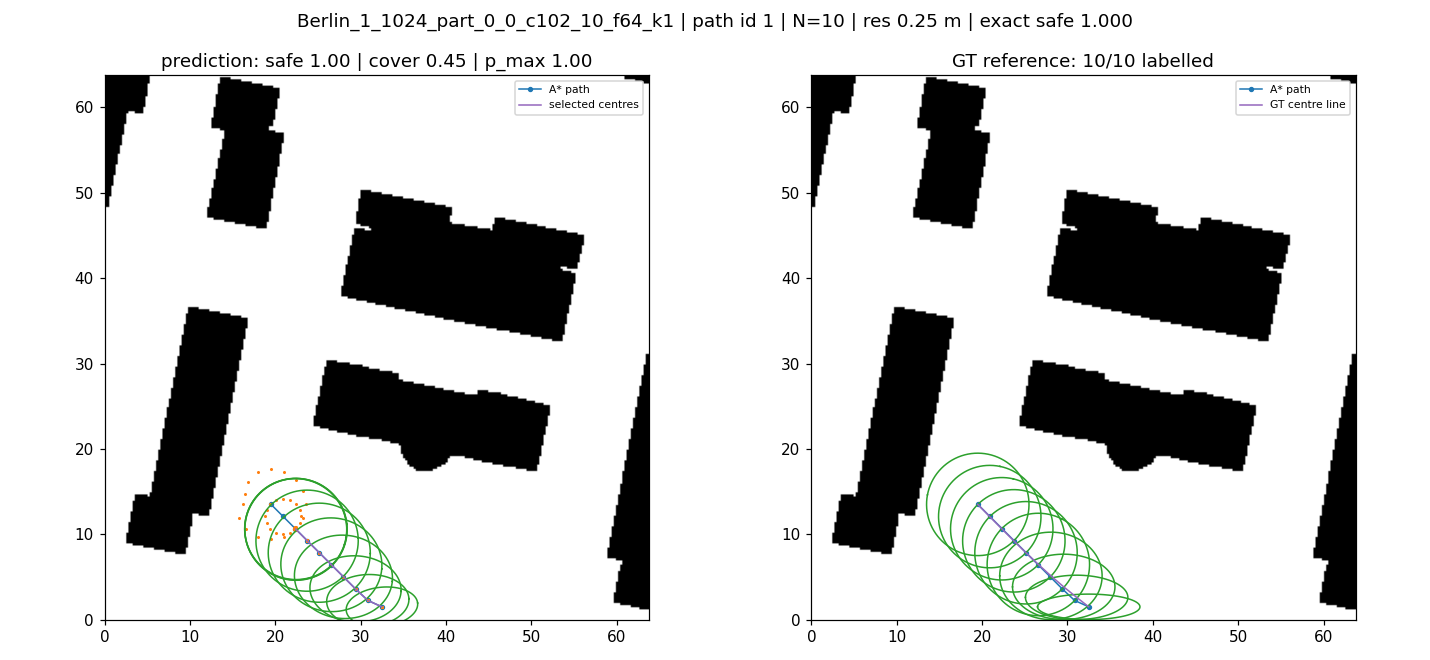 Berlin_1_1024_part_0_0_c102_10_f64_k1 | path id 1 | N=10 | res 0.25 m | exact safe 1.000
prediction: safe 1.00 | cover 0.45 | p_max 1.00
A* path
selected centres
60
50
40
30
20
10
0
0 10 20 30 40 50 60
GT reference: 10/10 labelled
A* path
GT centre line
60
50
40
30
20
10
0
0 10 20 30 40 50 60